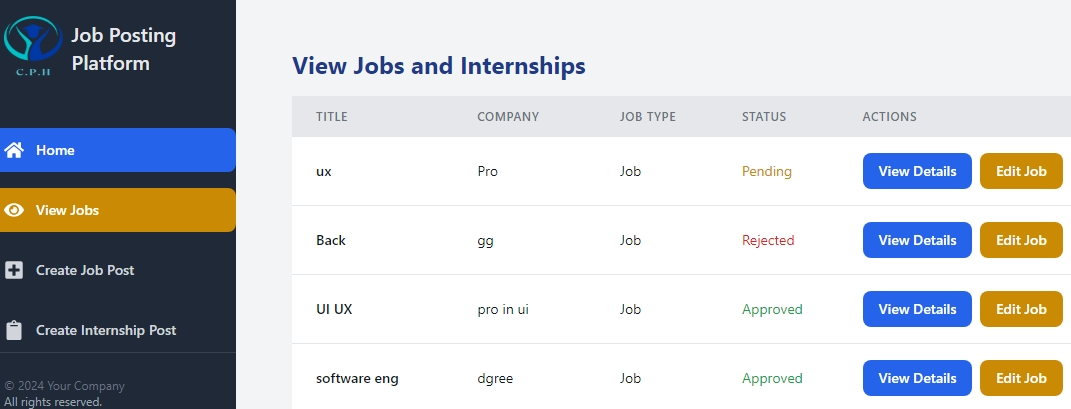 Job Posting
Platform
C.P.H
Home
View Jobs
Create Job Post
Create Internship Post
© 2024 Your Company
All rights reserved.
View Jobs and Internships
TITLE COMPANY JOB TYPE STATUS ACTIONS
ux Pro Job Pending View Details Edit Job
Back gg Job Rejected View Details Edit Job
UI UX pro in ui Job Approved View Details Edit Job
software eng dgree Job Approved View Details Edit Job